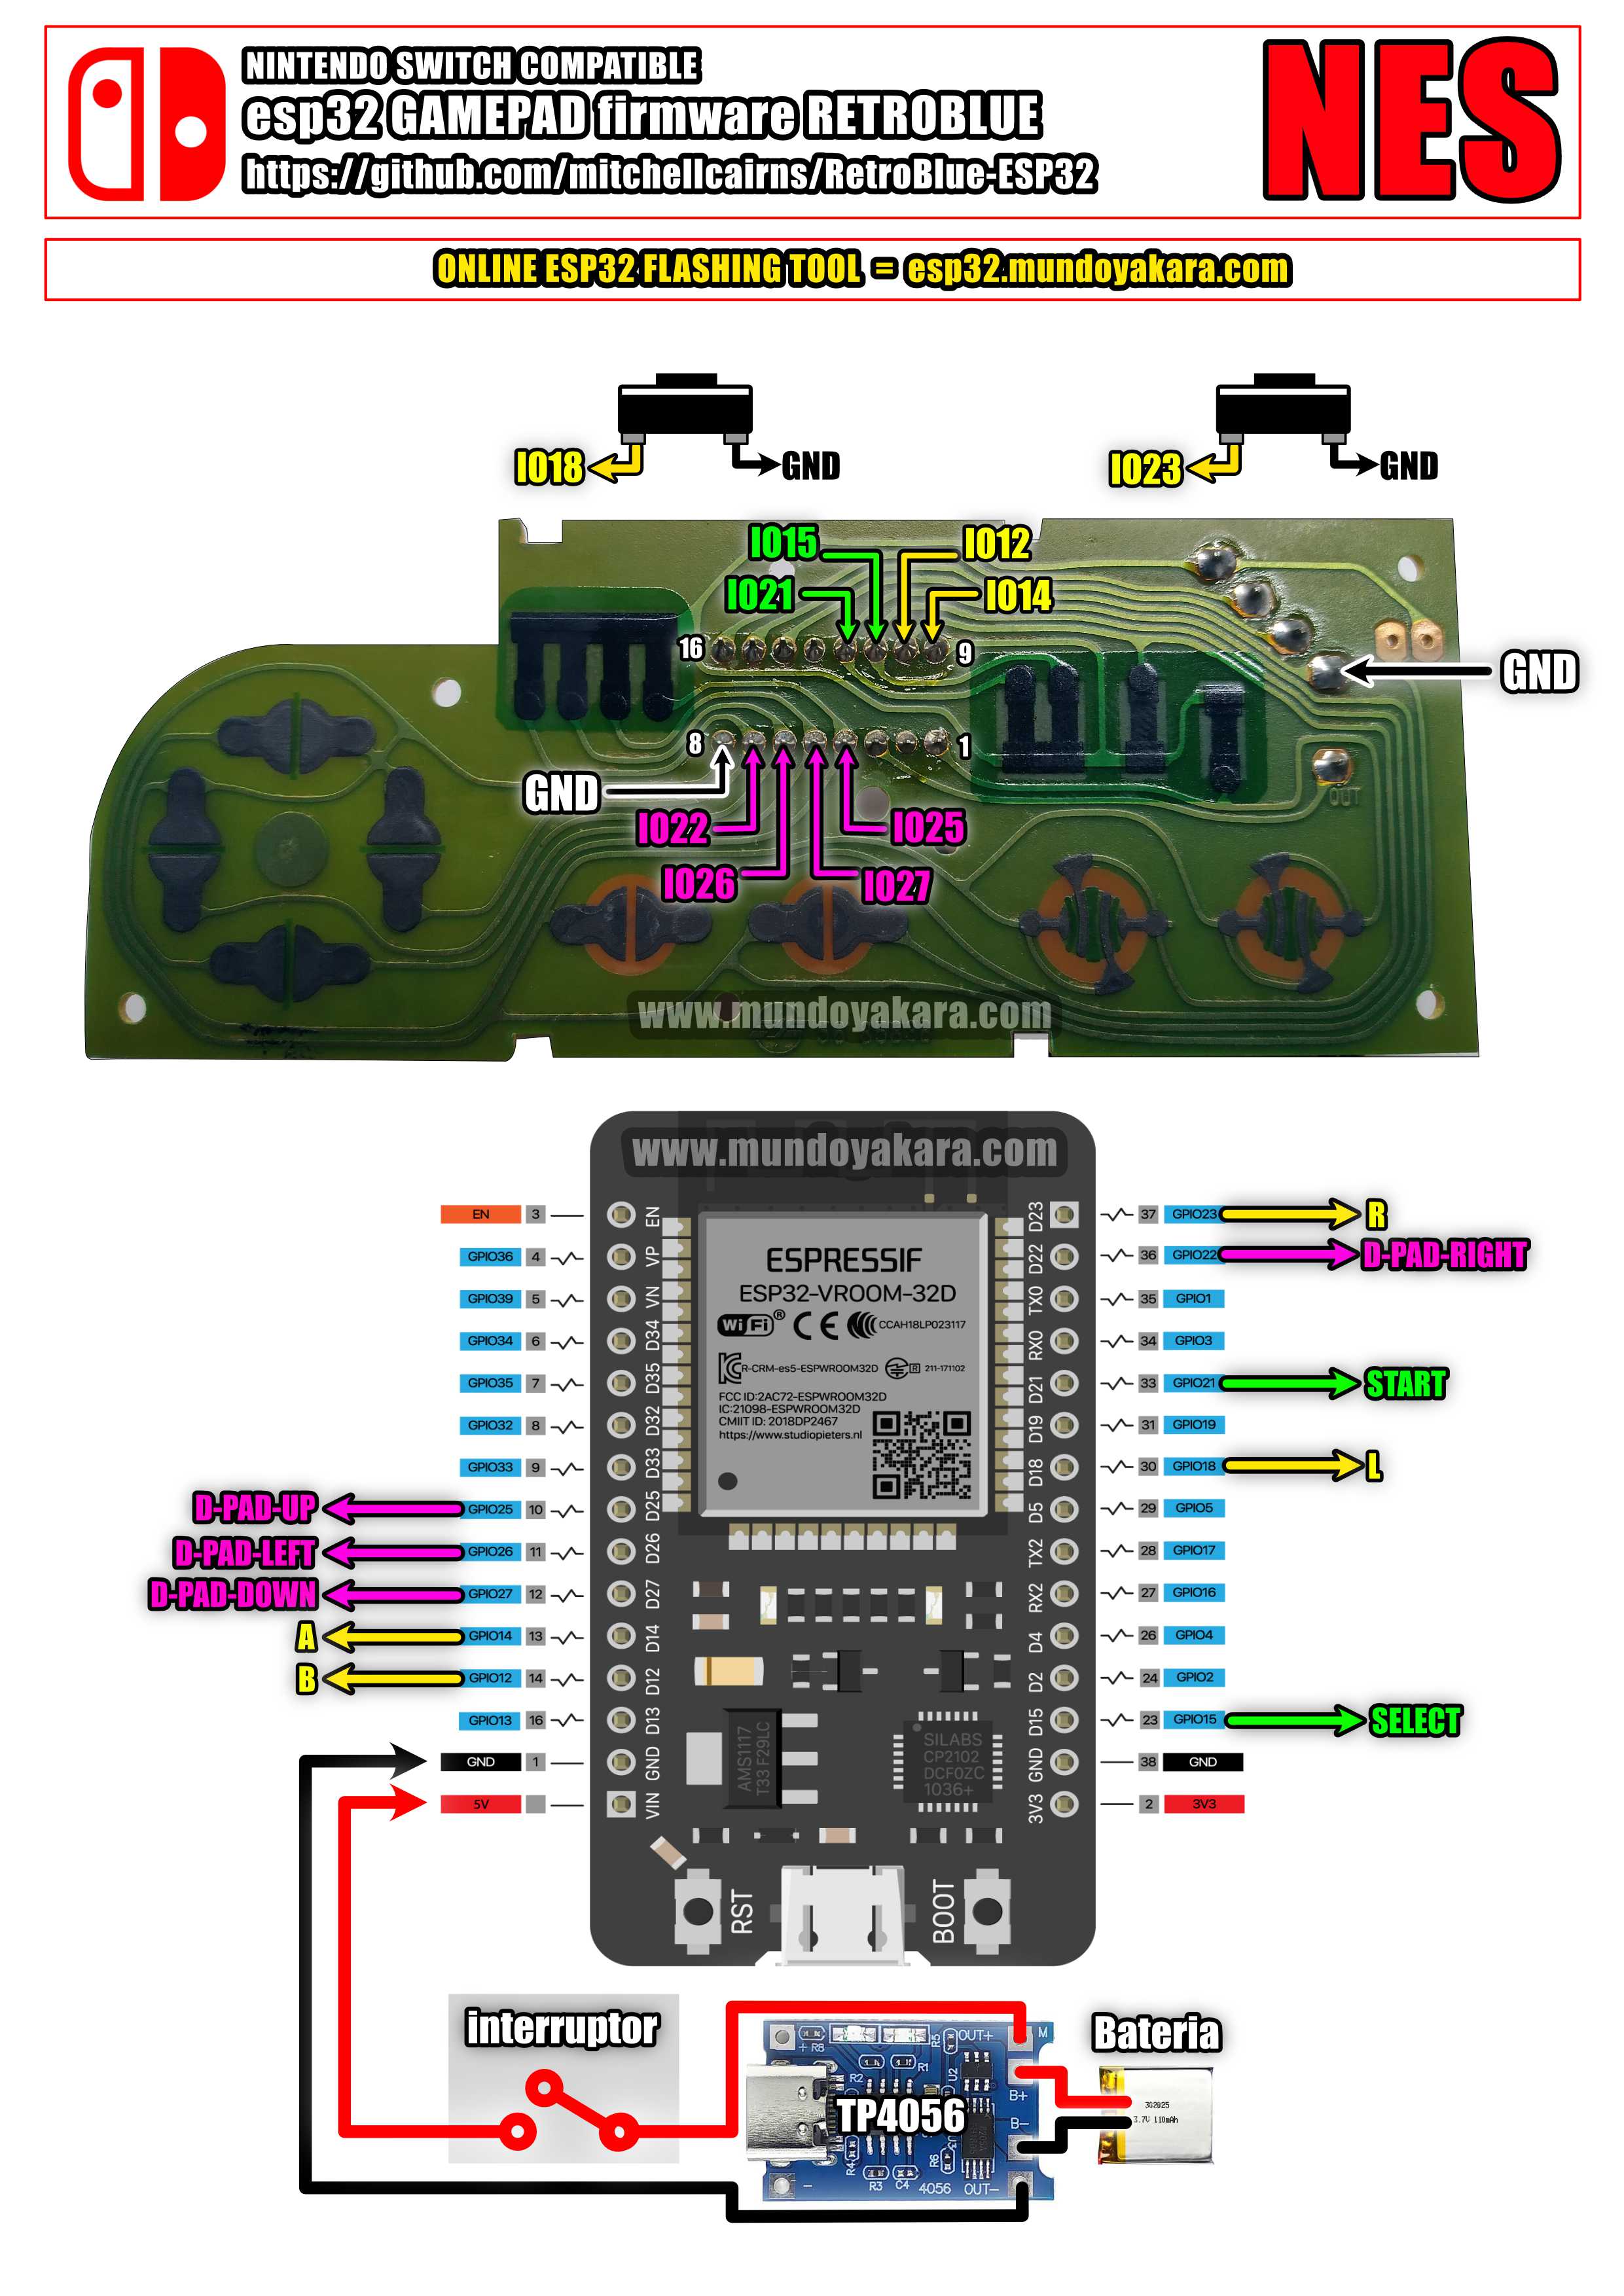 NINTENDO SWITCH COMPATIBLE
esp32 GAMEPAD firmware RETROBLUE
https://github.com/mitchellcairns/RetroBlue-ESP32
NES
ONLINE ESP32 FLASHING TOOL = esp32.mundoyakara.com
IO18
GND
IO23
GND
IO15
IO12
IO21
IO14
16
9
GND
8
1
GND
OUT
IO22
IO25
IO26
IO27
www.mundoyakara.com
www.mundoyakara.com
EN 3 EN
GPIO36 4 VP
GPIO39 5 VN
GPIO34 6 D34
GPIO35 7 D35
GPIO32 8 D32
GPIO33 9 D33
D-PAD-UP GPIO25 10 D25
D-PAD-LEFT GPIO26 11 D26
D-PAD-DOWN GPIO27 12 D27
A GPIO14 13 D14
B GPIO12 14 D12
GPIO13 16 D13
GND 1 GND
5V VIN
ESPRESSIF
ESP32-VROOM-32D
WiFi ® CE CCAH18LP023117
R-CRM-es5-ESPWROOM32D R 211-171102
FCC ID:2AC72-ESPWROOM32D
IC:21098-ESPWROOM32D
CMIIT ID: 2018DP2467
https://www.studiopieters.nl
D23 37 GPIO23 R
D22 36 GPIO22 D-PAD-RIGHT
TX0 35 GPIO1
RX0 34 GPIO3
D21 33 GPIO21 START
D19 31 GPIO19
D18 30 GPIO18 L
D5 29 GPIO5
TX2 28 GPIO17
RX2 27 GPIO16
D4 26 GPIO4
D2 24 GPIO2
D15 23 GPIO15 SELECT
GND 38 GND
3V3 2 3V3
AMS1117
T33 F29LC
SILABS
CP2102
DCF0ZC
1036+
RST
BOOT
interruptor
Bateria
+ R8
R5
OUT+
M
R2
R1
U2
B+
TP4056
B-
R4
R6
R3
C4
4056
OUT-
-
302025
3.7V 110mAh